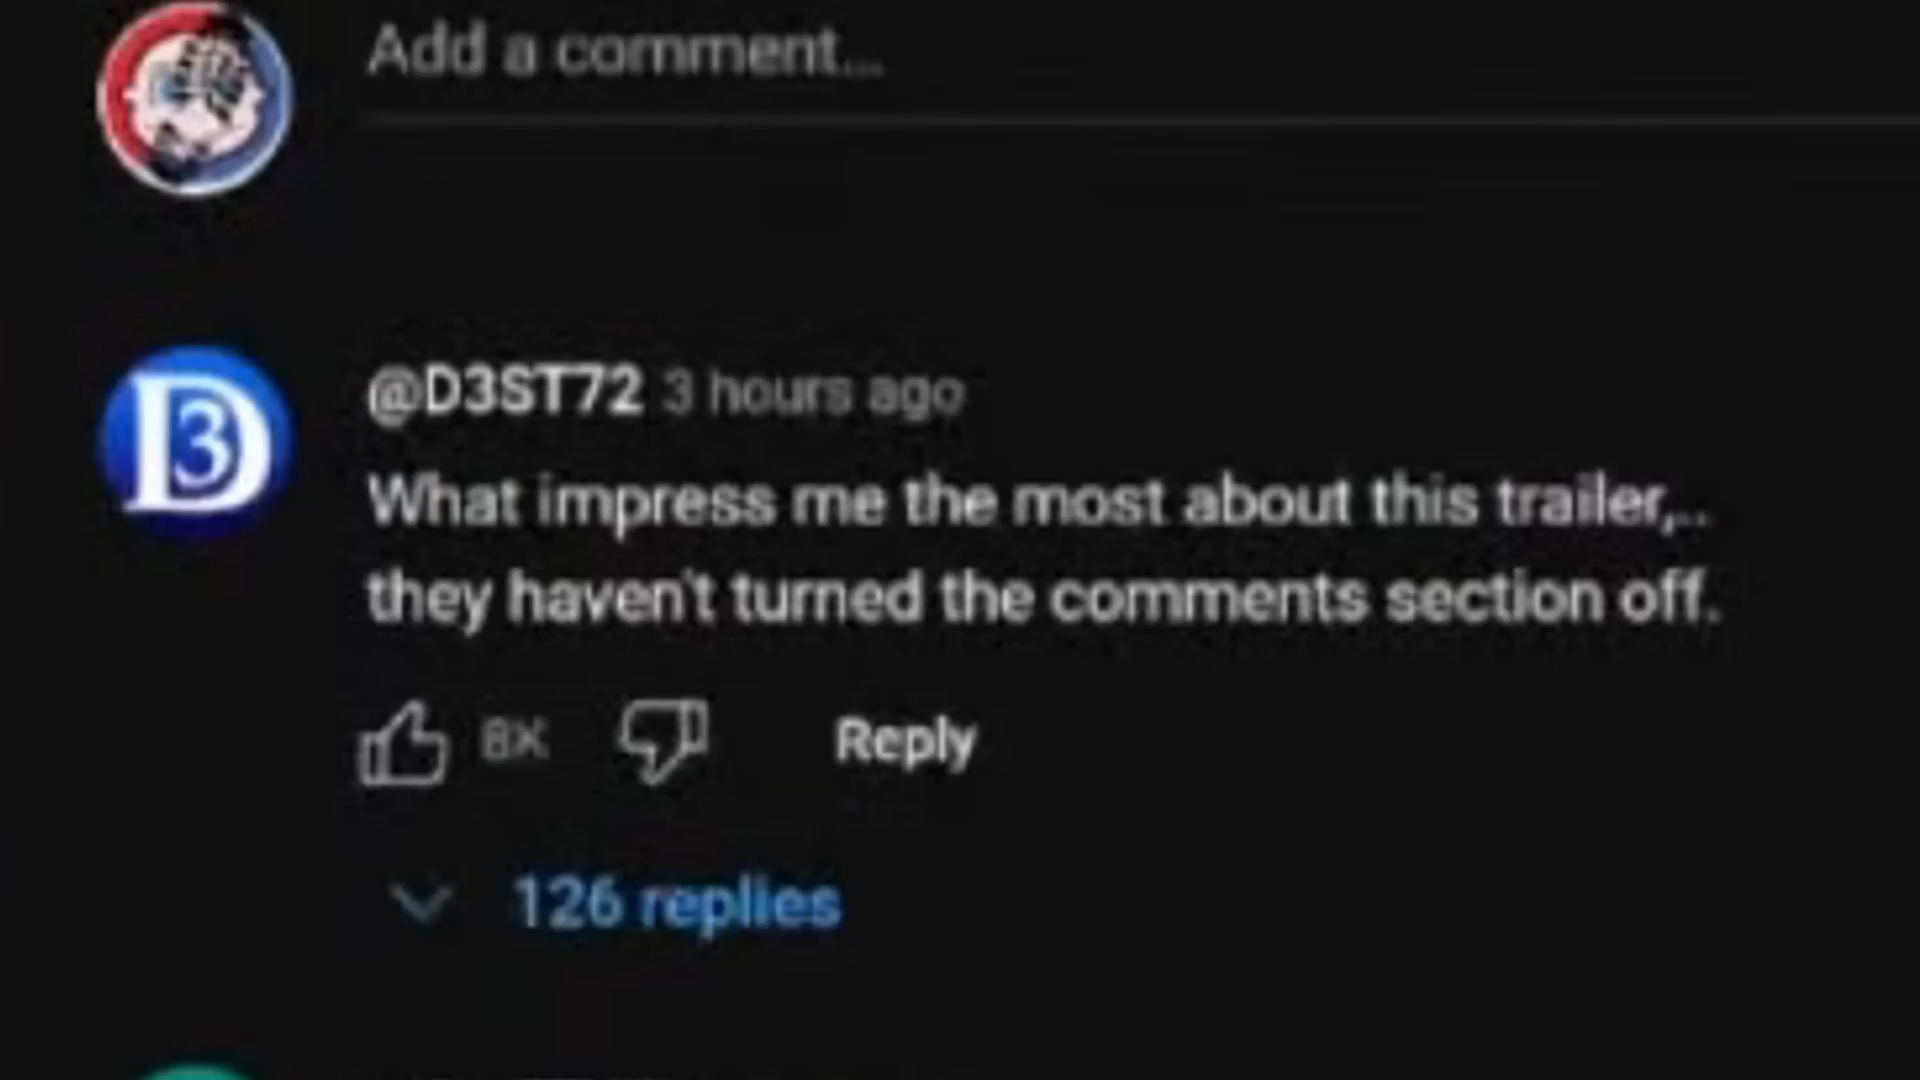 Add a comment...
@D3ST72 3 hours ago
What impress me the most about this trailer,..
they haven't turned the comments section off.
8K Reply
126 replies